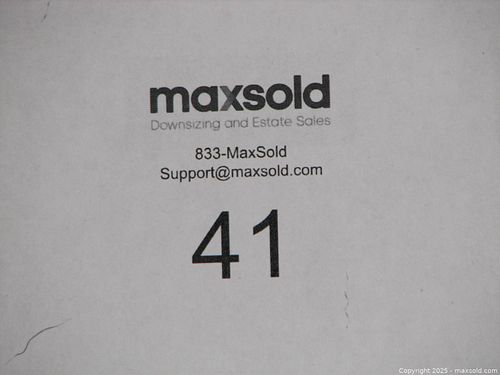 maxsold
Downsizing and Estate Sales
833-MaxSold
Support@maxsold.com
41
Copyright 2025 - maxsold.com